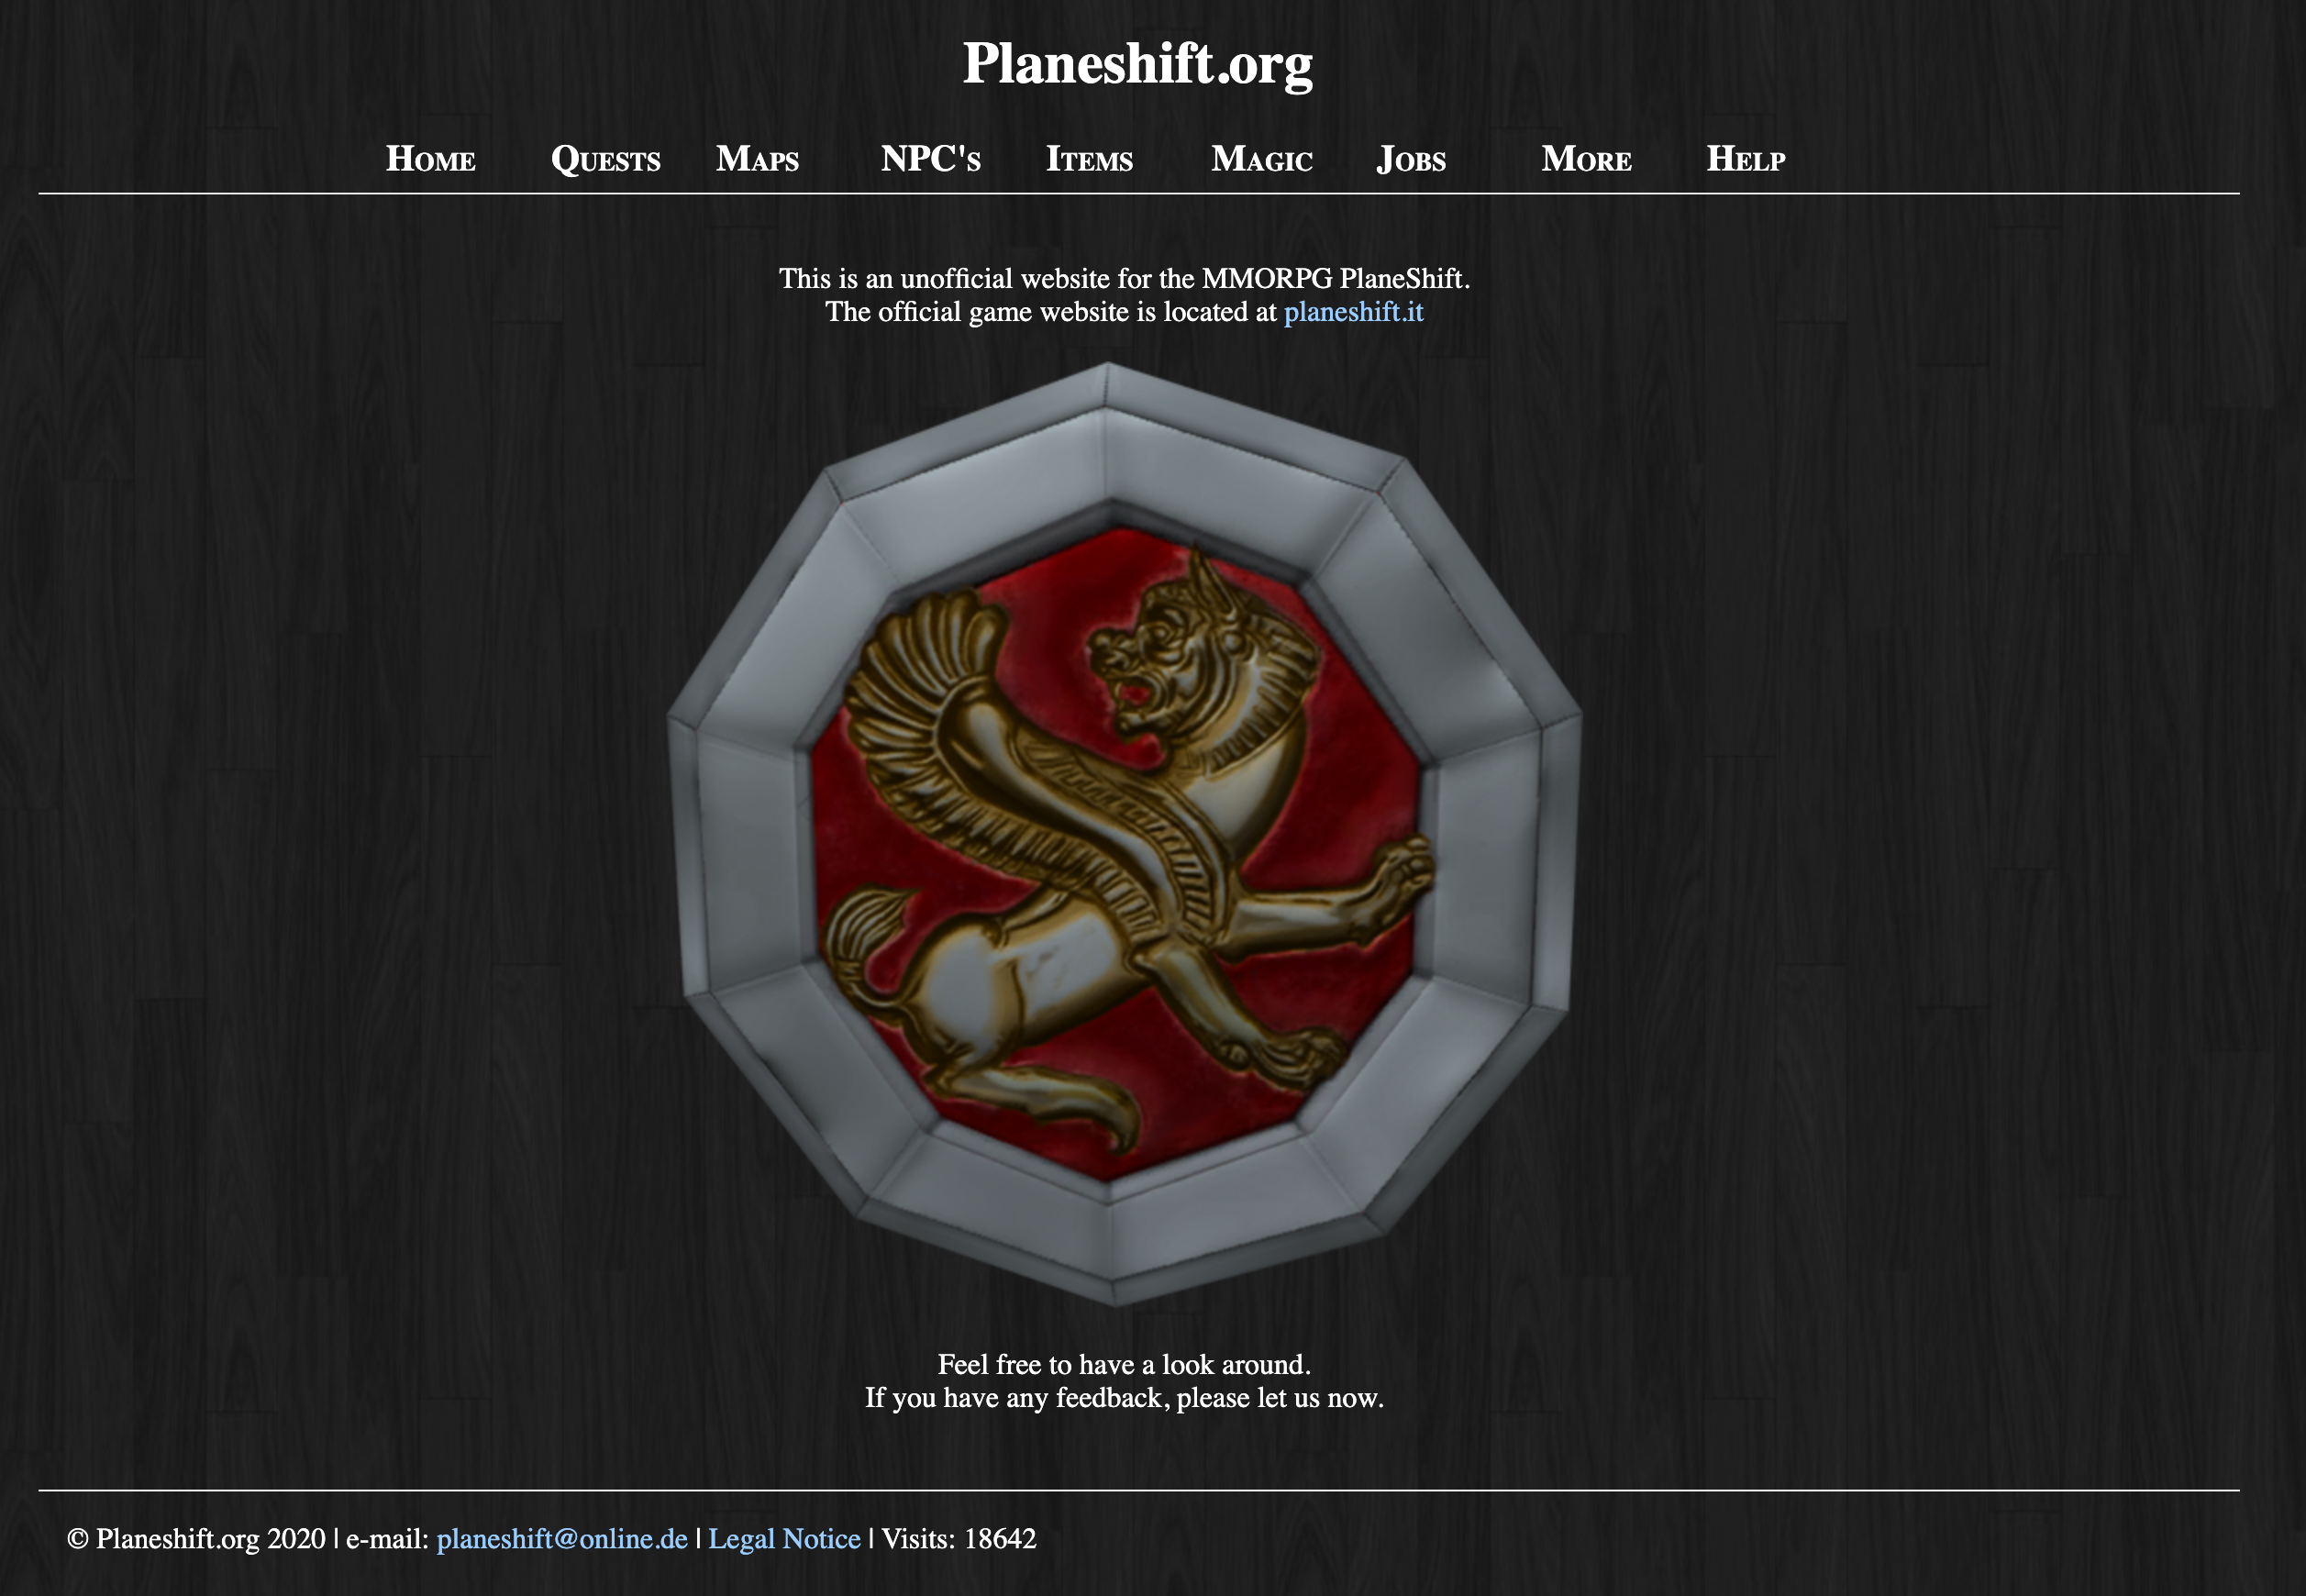 Planeshift.org
Home Quests Maps NPC's Items Magic Jobs More Help
This is an unofficial website for the MMORPG PlaneShift.
The official game website is located at planeshift.it
Feel free to have a look around.
If you have any feedback, please let us now.
© Planeshift.org 2020 | e-mail: planeshift@online.de | Legal Notice | Visits: 18642